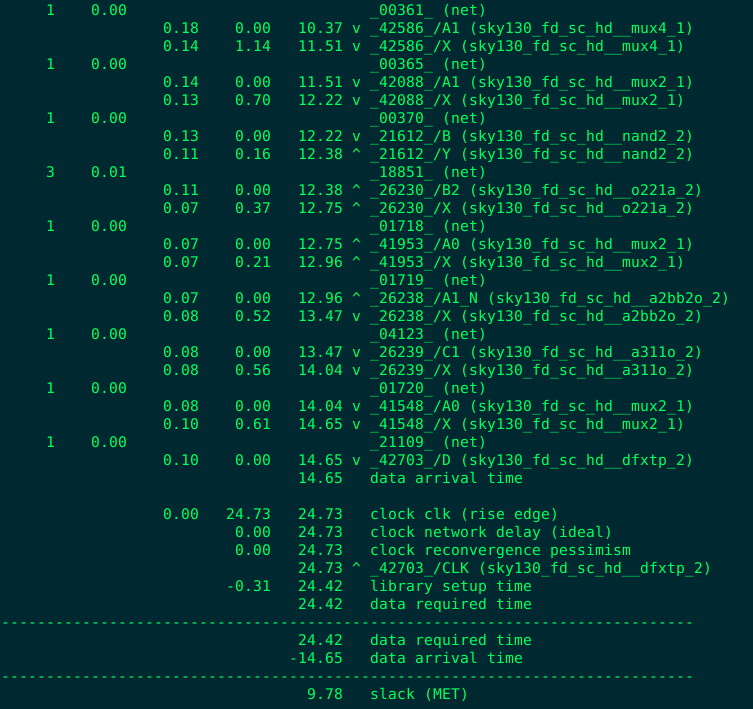 1 0.00 _00361_ (net)
0.18 0.00 10.37 v _42586_/A1 (sky130_fd_sc_hd__mux4_1)
0.14 1.14 11.51 v _42586_/X (sky130_fd_sc_hd__mux4_1)
1 0.00 _00365_ (net)
0.14 0.00 11.51 v _42088_/A1 (sky130_fd_sc_hd__mux2_1)
0.13 0.70 12.22 v _42088_/X (sky130_fd_sc_hd__mux2_1)
1 0.00 _00370_ (net)
0.13 0.00 12.22 v _21612_/B (sky130_fd_sc_hd__nand2_2)
0.11 0.16 12.38 ^ _21612_/Y (sky130_fd_sc_hd__nand2_2)
3 0.01 _18851_ (net)
0.11 0.00 12.38 ^ _26230_/B2 (sky130_fd_sc_hd__o221a_2)
0.07 0.37 12.75 ^ _26230_/X (sky130_fd_sc_hd__o221a_2)
1 0.00 _01718_ (net)
0.07 0.00 12.75 ^ _41953_/A0 (sky130_fd_sc_hd__mux2_1)
0.07 0.21 12.96 ^ _41953_/X (sky130_fd_sc_hd__mux2_1)
1 0.00 _01719_ (net)
0.07 0.00 12.96 ^ _26238_/A1_N (sky130_fd_sc_hd__a2bb2o_2)
0.08 0.52 13.47 v _26238_/X (sky130_fd_sc_hd__a2bb2o_2)
1 0.00 _04123_ (net)
0.08 0.00 13.47 v _26239_/C1 (sky130_fd_sc_hd__a311o_2)
0.08 0.56 14.04 v _26239_/X (sky130_fd_sc_hd__a311o_2)
1 0.00 _01720_ (net)
0.08 0.00 14.04 v _41548_/A0 (sky130_fd_sc_hd__mux2_1)
0.10 0.61 14.65 v _41548_/X (sky130_fd_sc_hd__mux2_1)
1 0.00 _21109_ (net)
0.10 0.00 14.65 v _42703_/D (sky130_fd_sc_hd__dfxtp_2)
14.65 data arrival time
0.00 24.73 24.73 clock clk (rise edge)
0.00 24.73 clock network delay (ideal)
0.00 24.73 clock reconvergence pessimism
24.73 ^ _42703_/CLK (sky130_fd_sc_hd__dfxtp_2)
-0.31 24.42 library setup time
24.42 data required time
-----------------------------------------------------------------------------
24.42 data required time
-14.65 data arrival time
-----------------------------------------------------------------------------
9.78 slack (MET)